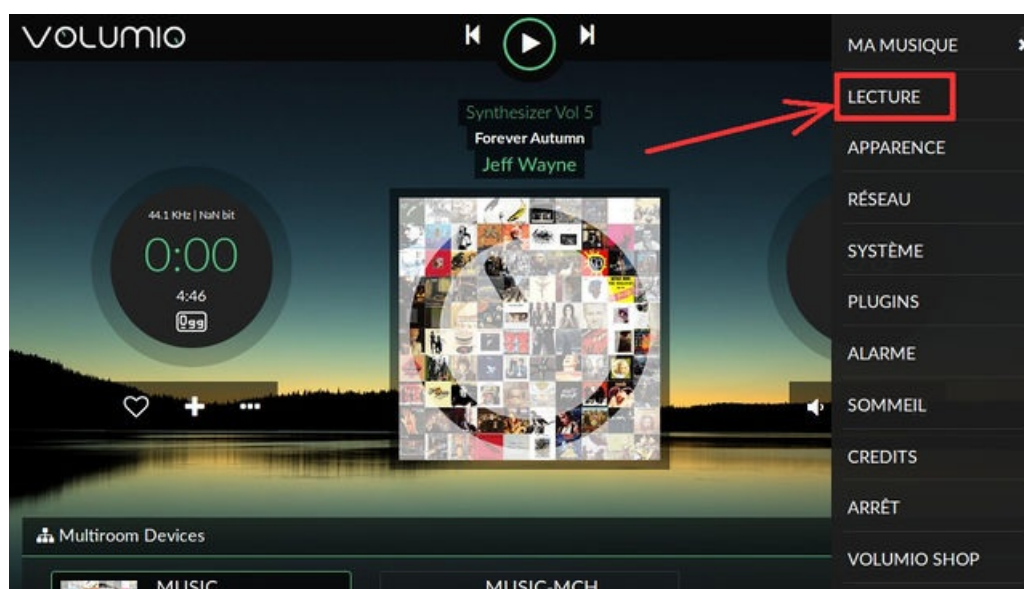 VOLUMIO
Synthesizer Vol 5
Forever Autumn
Jeff Wayne
44.1 KHz | NaN bit
0:00
4:46
Ogg
Multiroom Devices
MUSIC
MUSIC-MCH
MA MUSIQUE
LECTURE
APPARENCE
RÉSEAU
SYSTÈME
PLUGINS
ALARME
SOMMEIL
CREDITS
ARRÊT
VOLUMIO SHOP